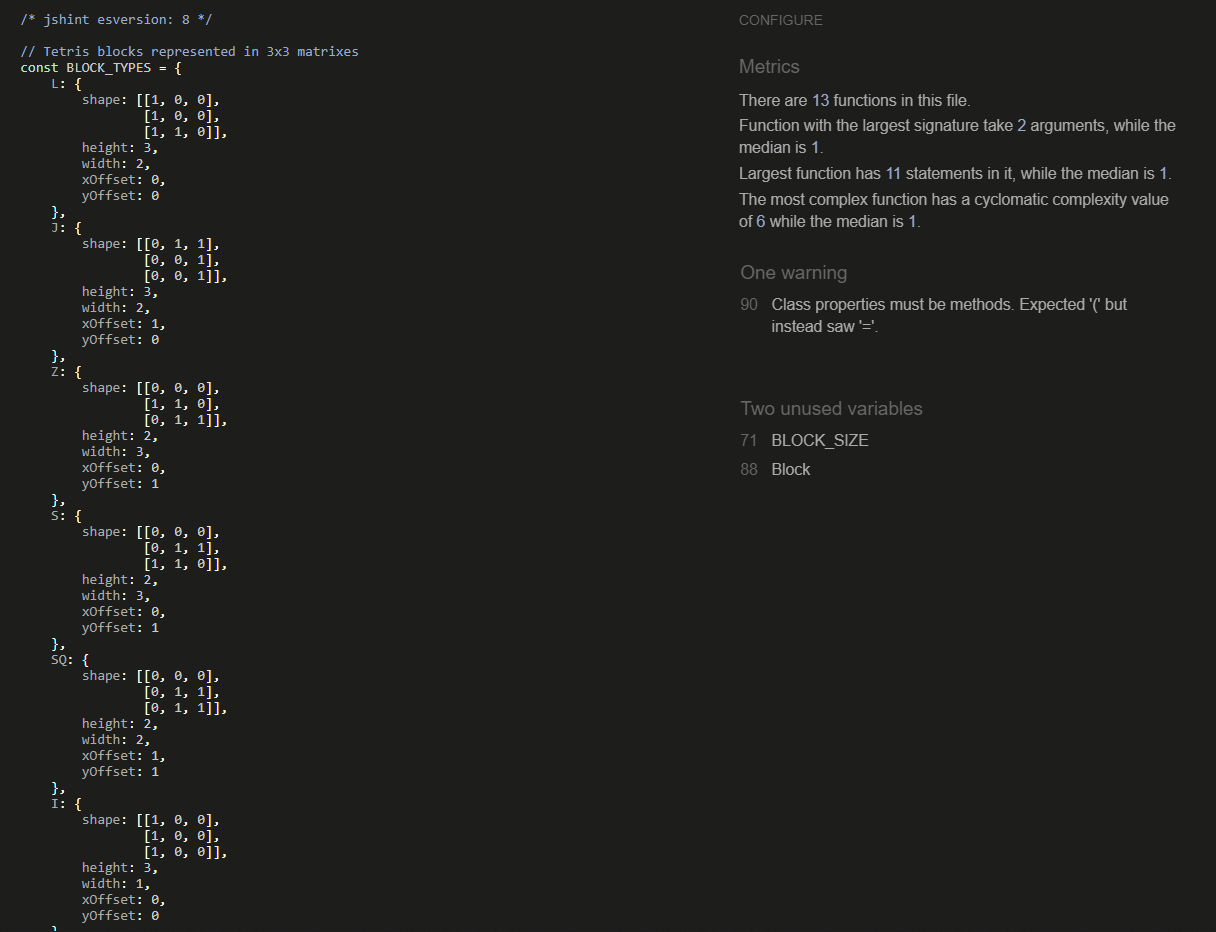 /* jshint esversion: 8 */
// Tetris blocks represented in 3x3 matrixes
const BLOCK_TYPES = {
    L: {
        shape: [[1, 0, 0],
                [1, 0, 0],
                [1, 1, 0]],
        height: 3,
        width: 2,
        xOffset: 0,
        yOffset: 0
    },
    J: {
        shape: [[0, 1, 1],
                [0, 0, 1],
                [0, 0, 1]],
        height: 3,
        width: 2,
        xOffset: 1,
        yOffset: 0
    },
    Z: {
        shape: [[0, 0, 0],
                [1, 1, 0],
                [0, 1, 1]],
        height: 2,
        width: 3,
        xOffset: 0,
        yOffset: 1
    },
    S: {
        shape: [[0, 0, 0],
                [0, 1, 1],
                [1, 1, 0]],
        height: 2,
        width: 3,
        xOffset: 0,
        yOffset: 1
    },
    SQ: {
        shape: [[0, 0, 0],
                [0, 1, 1],
                [0, 1, 1]],
        height: 2,
        width: 2,
        xOffset: 1,
        yOffset: 1
    },
    I: {
        shape: [[1, 0, 0],
                [1, 0, 0],
                [1, 0, 0]],
        height: 3,
        width: 1,
        xOffset: 0,
        yOffset: 0
CONFIGURE
Metrics
There are 13 functions in this file.
Function with the largest signature take 2 arguments, while the
median is 1.
Largest function has 11 statements in it, while the median is 1.
The most complex function has a cyclomatic complexity value
of 6 while the median is 1.
One warning
90 Class properties must be methods. Expected '(' but
instead saw '='.
Two unused variables
71 BLOCK_SIZE
88 Block